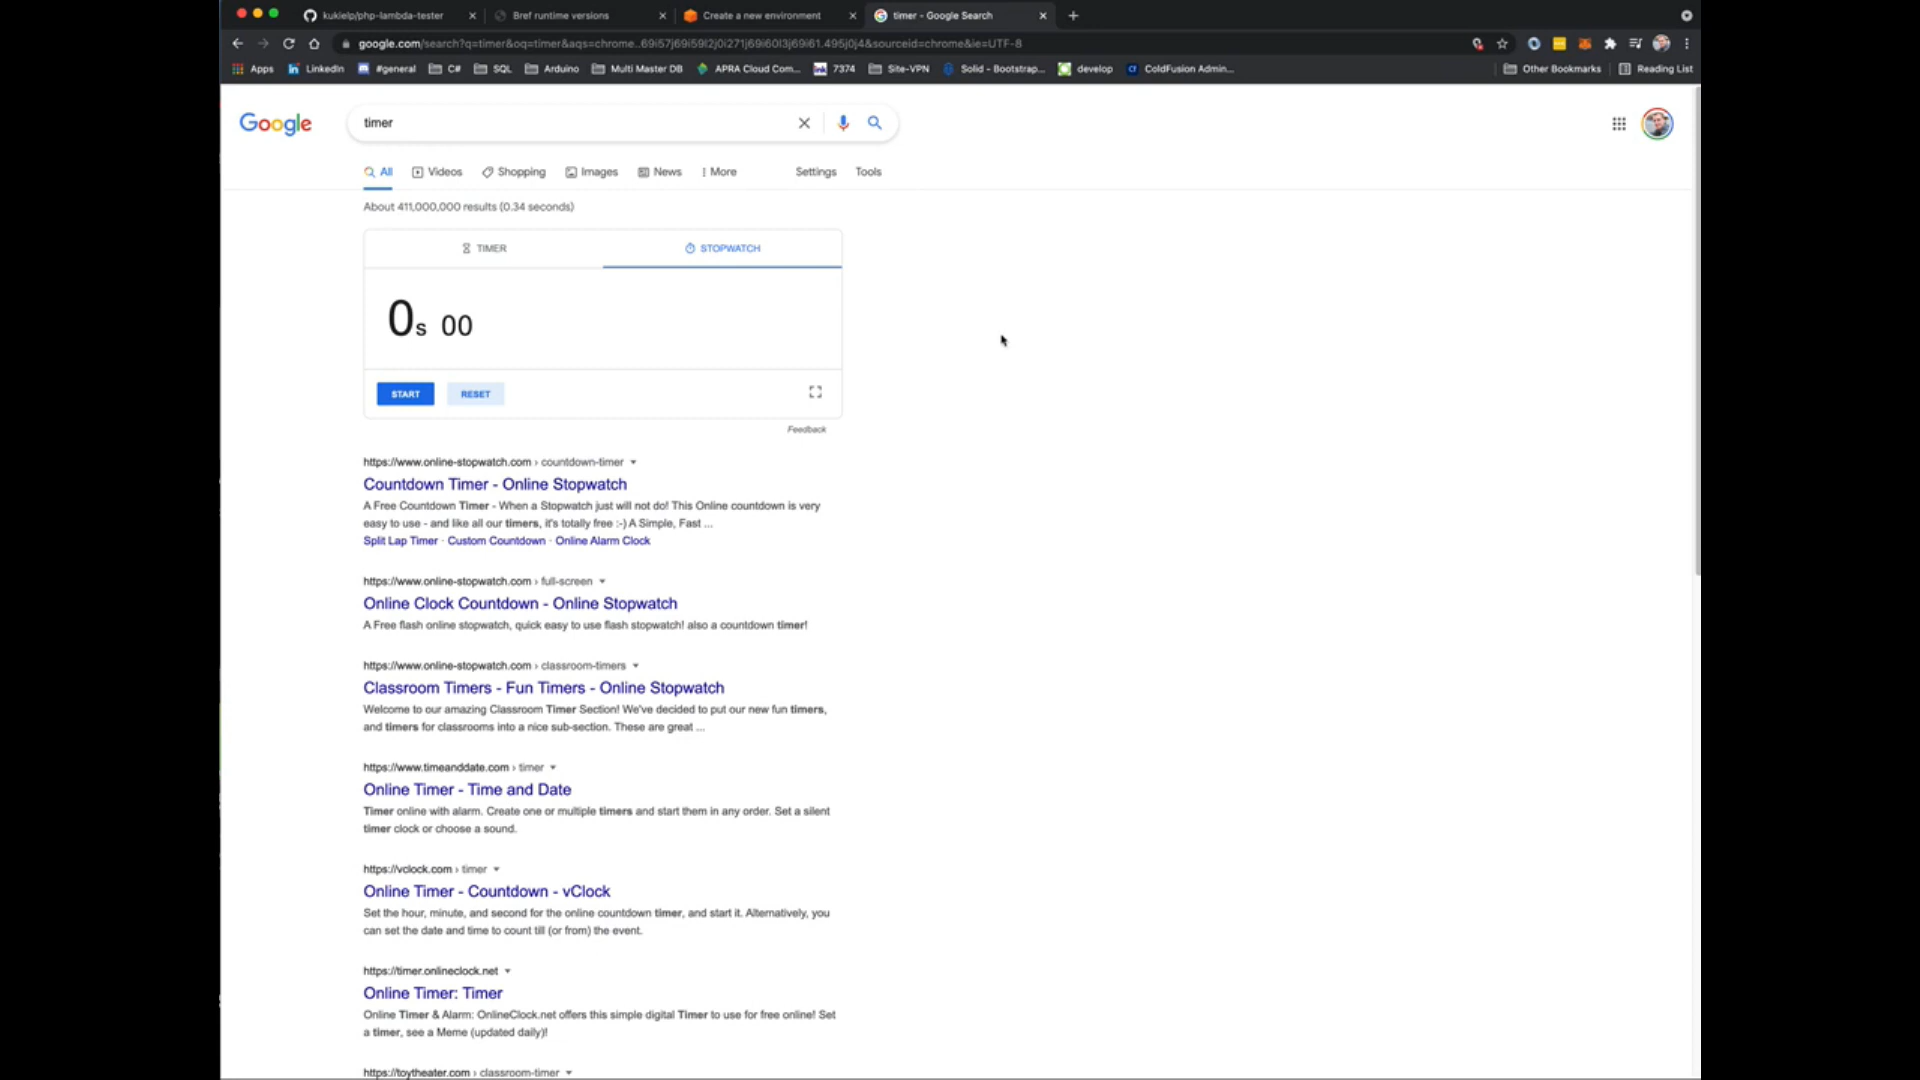 kukielp/php-lambda-tester
Bref runtime versions
Create a new environment
timer - Google Search
google.com/search?q=timer&oq=timer&aqs=chrome..69i57j69i59l2j0i271j69i60l3j69i61.495j0j4&sourceid=chrome&ie=UTF-8
Apps
LinkedIn
#general
C#
SQL
Arduino
Multi Master DB
APRA Cloud Com...
7374
Site-VPN
Solid - Bootstrap...
develop
ColdFusion Admin...
Other Bookmarks
Reading List
Google
timer
All
Videos
Shopping
Images
News
More
Settings
Tools
About 411,000,000 results (0.34 seconds)
TIMER
STOPWATCH
0s 00
START
RESET
Feedback
https://www.online-stopwatch.com › countdown-timer
Countdown Timer - Online Stopwatch
A Free Countdown Timer - When a Stopwatch just will not do! This Online countdown is very
easy to use - and like all our timers, it's totally free :-) A Simple, Fast ...
Split Lap Timer · Custom Countdown · Online Alarm Clock
https://www.online-stopwatch.com › full-screen
Online Clock Countdown - Online Stopwatch
A Free flash online stopwatch, quick easy to use flash stopwatch! also a countdown timer!
https://www.online-stopwatch.com › classroom-timers
Classroom Timers - Fun Timers - Online Stopwatch
Welcome to our amazing Classroom Timer Section! We've decided to put our new fun timers,
and timers for classrooms into a nice sub-section. These are great ...
https://www.timeanddate.com › timer
Online Timer - Time and Date
Timer online with alarm. Create one or multiple timers and start them in any order. Set a silent
timer clock or choose a sound.
https://vclock.com › timer
Online Timer - Countdown - vClock
Set the hour, minute, and second for the online countdown timer, and start it. Alternatively, you
can set the date and time to count till (or from) the event.
https://timer.onlineclock.net
Online Timer: Timer
Online Timer & Alarm: OnlineClock.net offers this simple digital Timer to use for free online! Set
a timer, see a Meme (updated daily)!
https://toytheater.com › classroom-timer